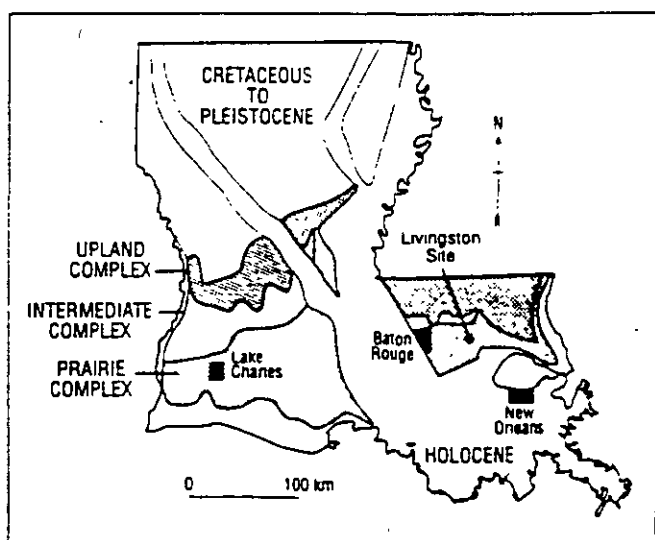 CRETACEOUS
TO
PLEISTOCENE
N
Livingston
Site
UPLAND
COMPLEX
INTERMEDIATE
COMPLEX
Baton
Rouge
PRAIRIE
COMPLEX
Lake
Charles
New
Orleans
HOLOCENE
0 100 km